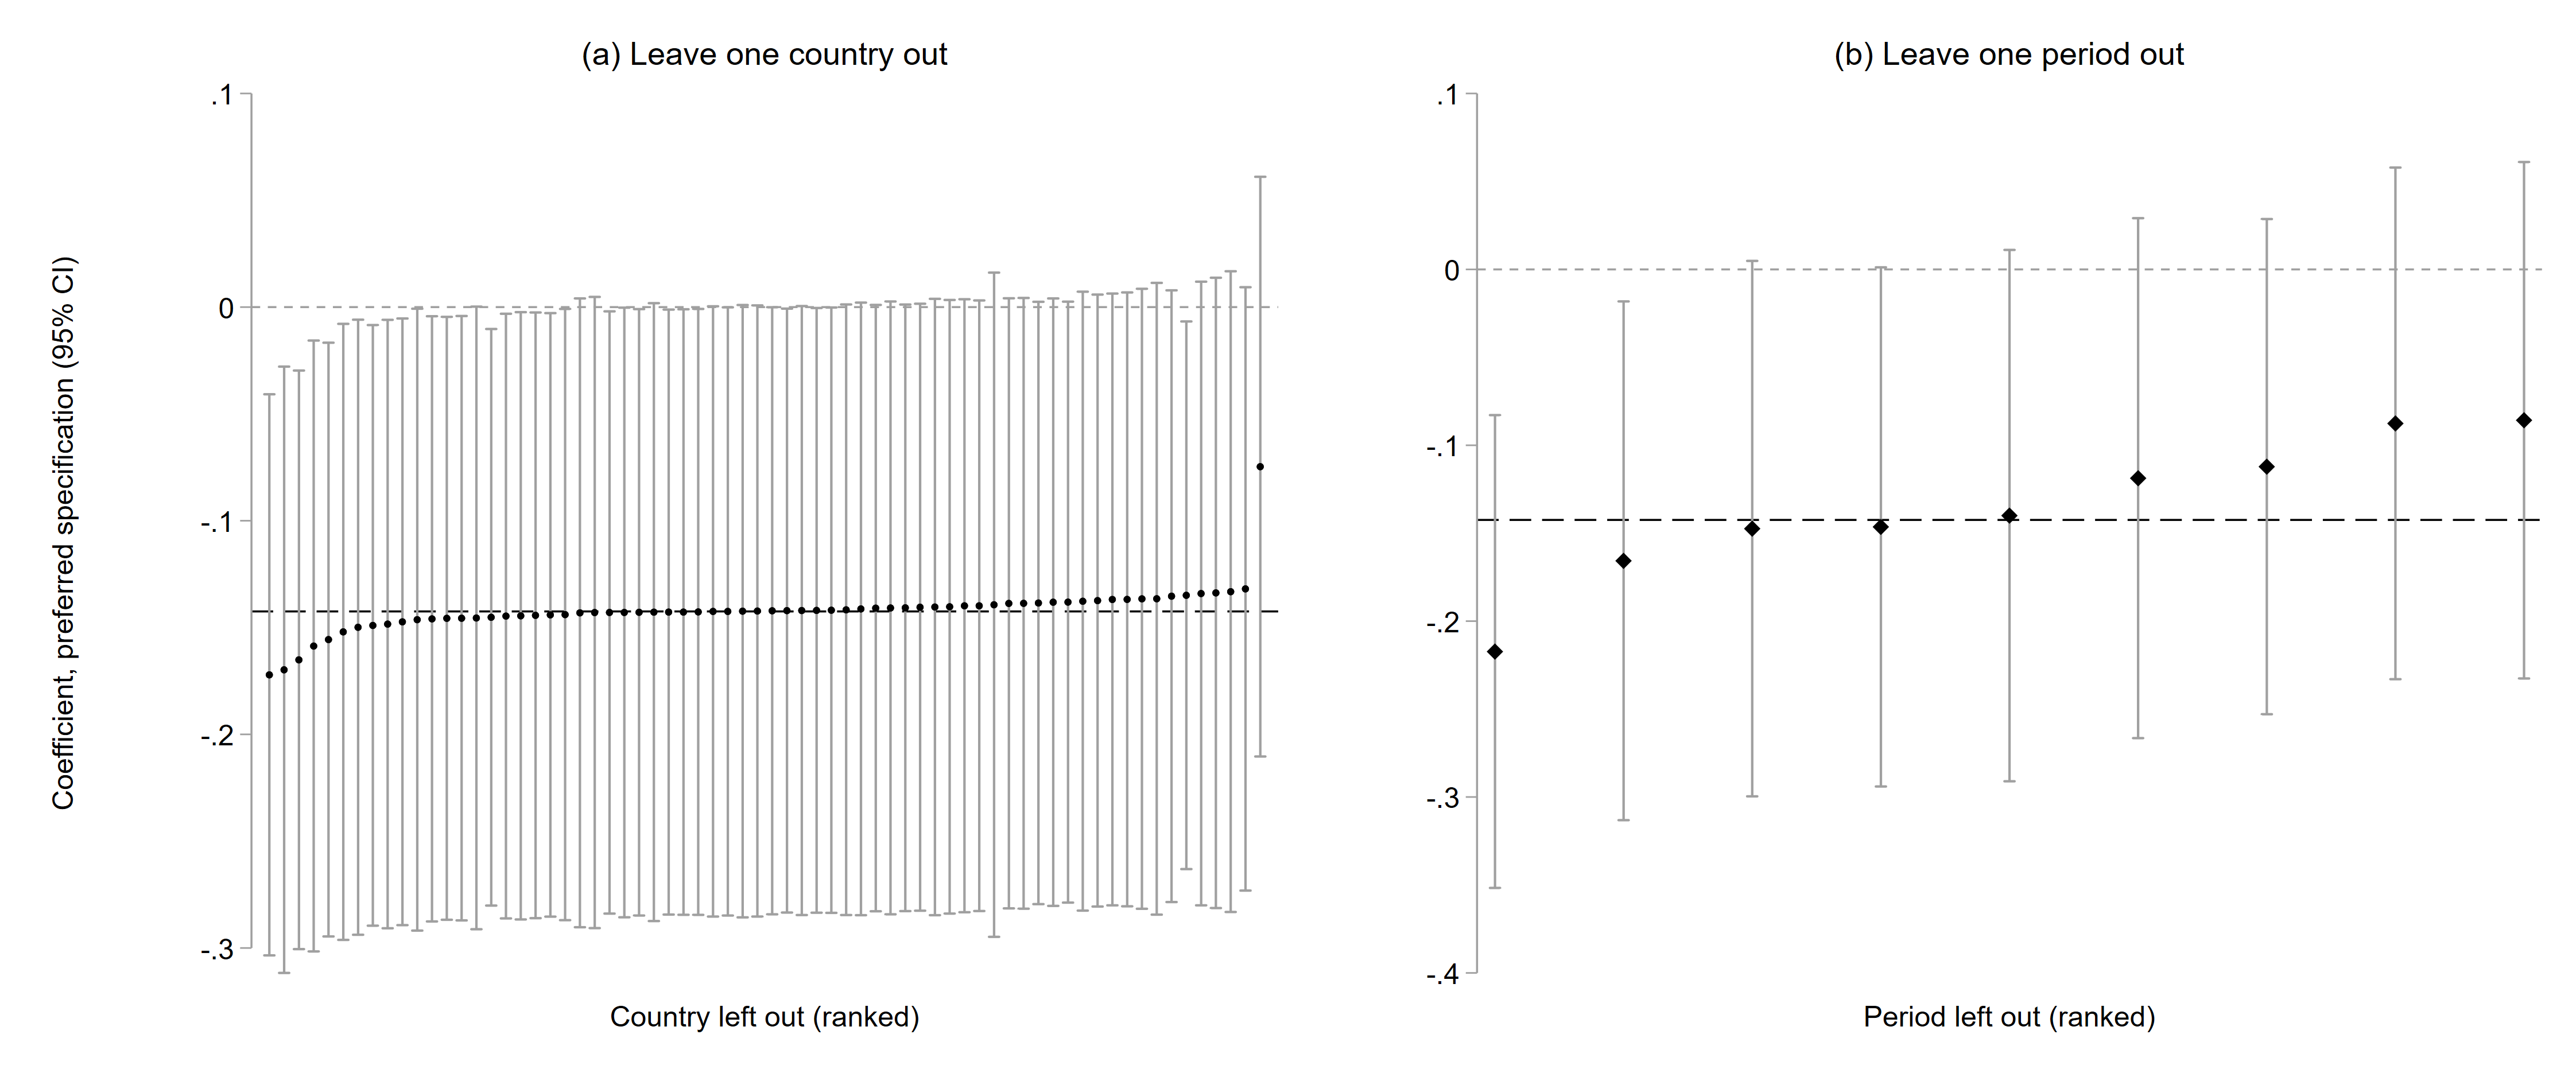 (a) Leave one country out
Coefficient, preferred specification (95% CI)
.1
0
-.1
-.2
-.3
Country left out (ranked)
(b) Leave one period out
.1
0
-.1
-.2
-.3
-.4
Period left out (ranked)